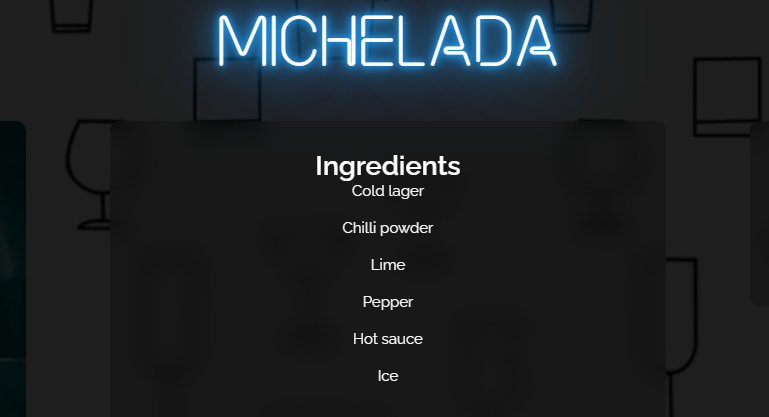 MICHELADA
Ingredients
Cold lager
Chilli powder
Lime
Pepper
Hot sauce
Ice